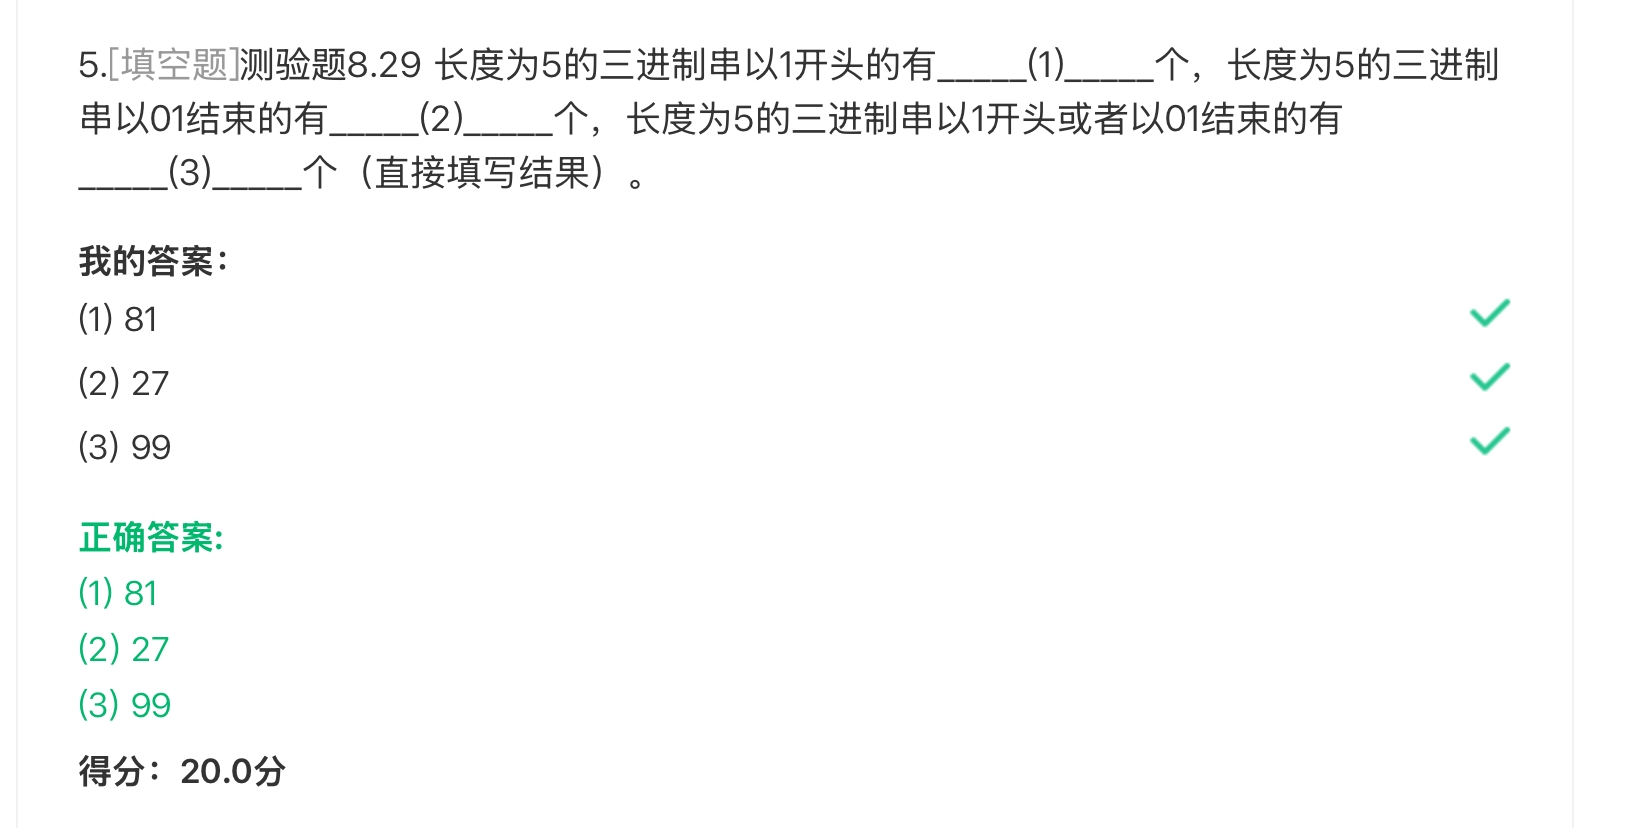 5.[填空题]测验题8.29 长度为5的三进制串以1开头的有_____(1)_____个，长度为5的三进制
串以01结束的有_____(2)_____个，长度为5的三进制串以1开头或者以01结束的有
_____(3)_____个（直接填写结果）。
我的答案：
(1) 81
(2) 27
(3) 99
正确答案:
(1) 81
(2) 27
(3) 99
得分：20.0分